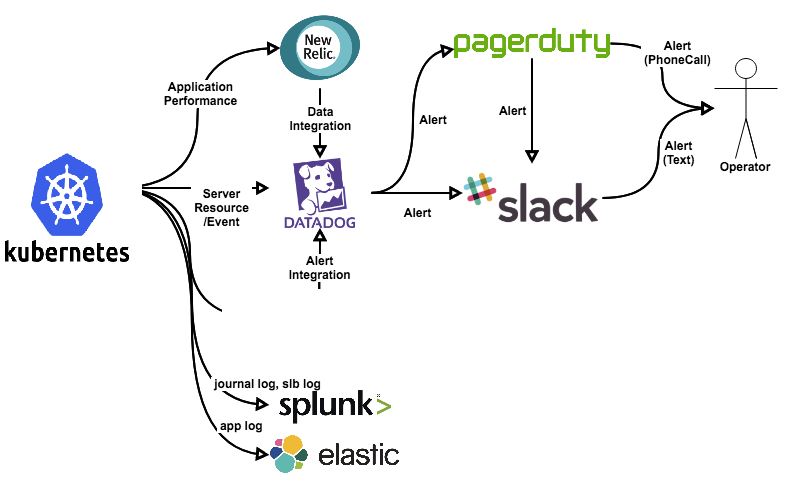 New
Relic.
pagerduty
Alert
(PhoneCall)
Application
Performance
Data
Integration
Alert
Alert
Alert
(Text)
Operator
kubernetes
Server
Resource
/Event
DATADOG
Alert
slack
Alert
Integration
journal log, slb log
splunk>
app log
elastic